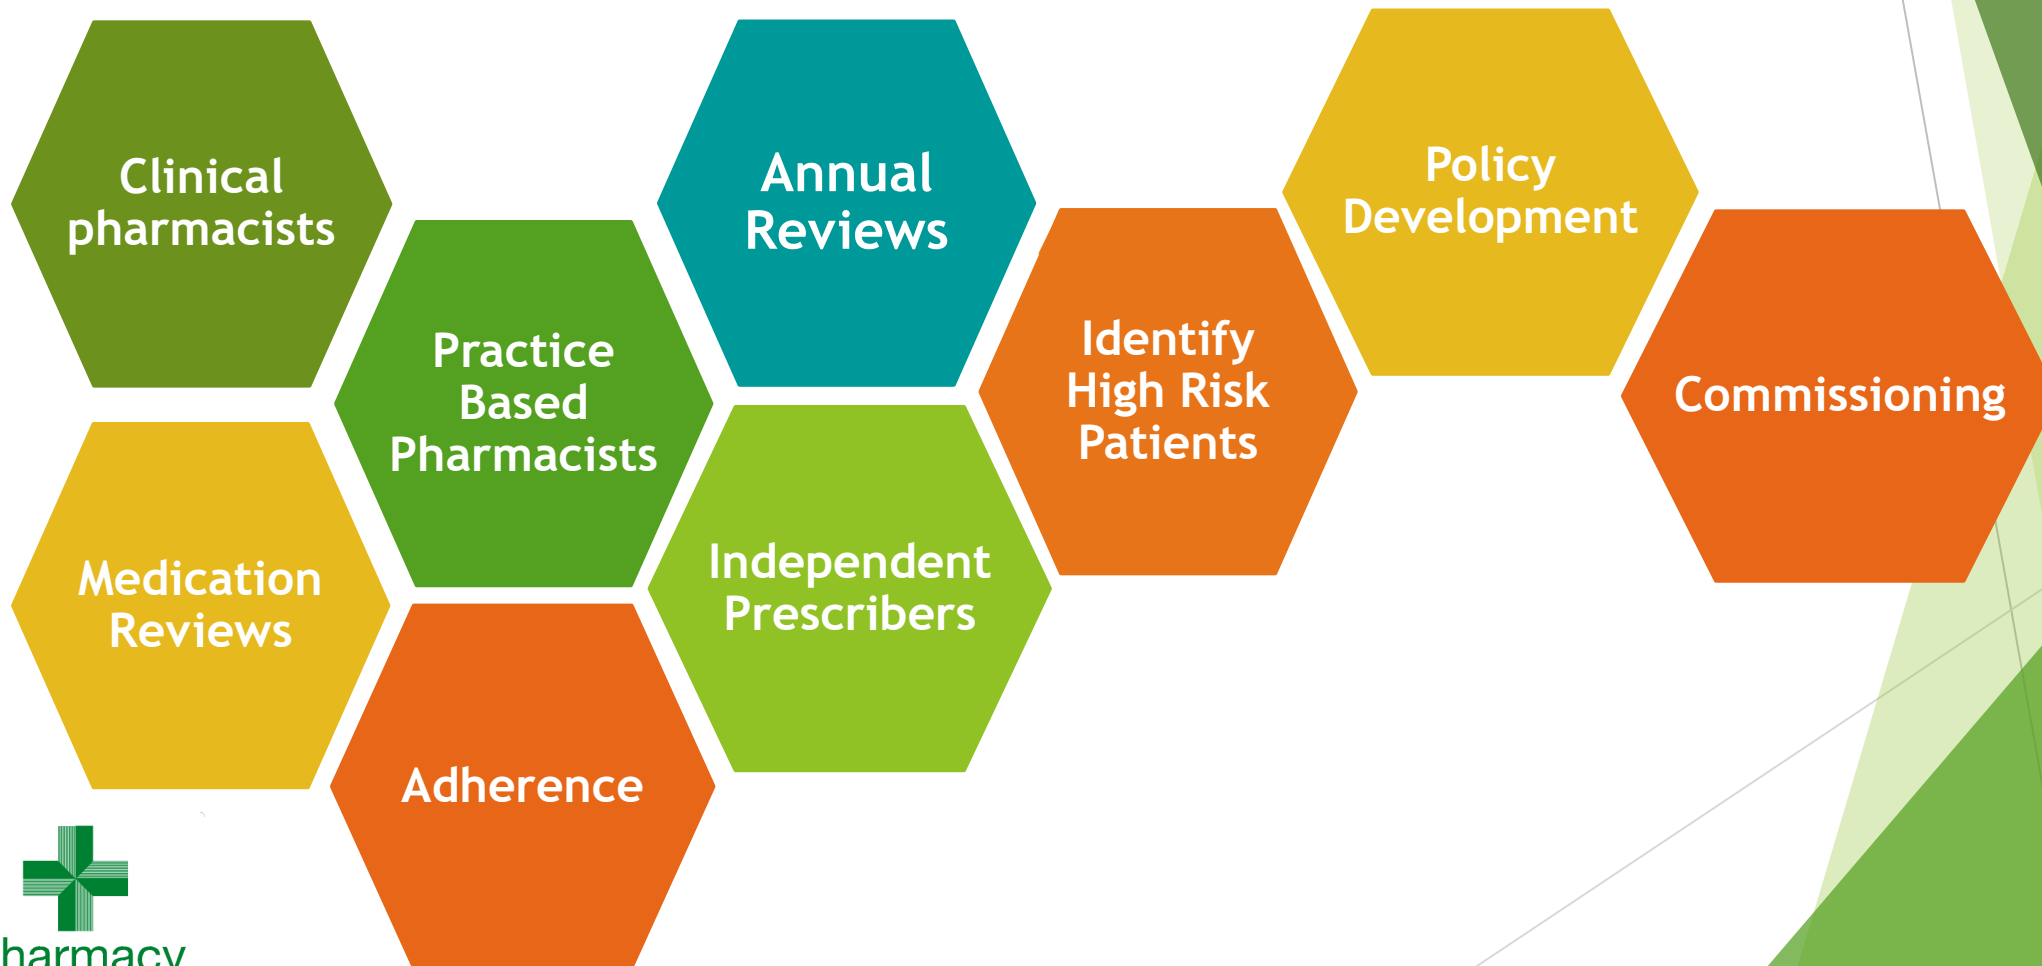 Clinical
pharmacists
Practice
Based
Pharmacists
Medication
Reviews
Adherence
Annual
Reviews
Independent
Prescribers
Identify
High Risk
Patients
Policy
Development
Commissioning
harmacy